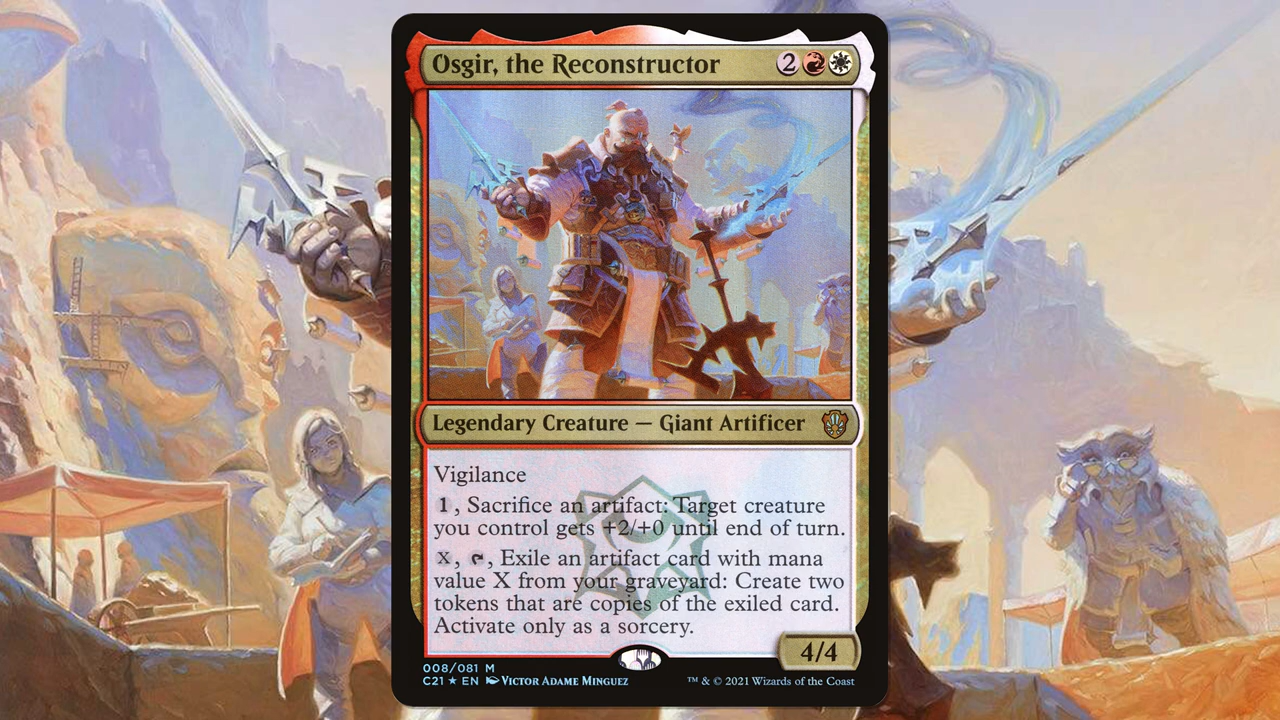 Osgir, the Reconstructor 2
Legendary Creature — Giant Artificer
Vigilance
1, Sacrifice an artifact: Target creature
you control gets +2/+0 until end of turn.
X, , Exile an artifact card with mana
value X from your graveyard: Create two
tokens that are copies of the exiled card.
Activate only as a sorcery.
4/4
008/081 M
C21 ★ EN Victor Adame Minguez
™ & © 2021 Wizards of the Coast